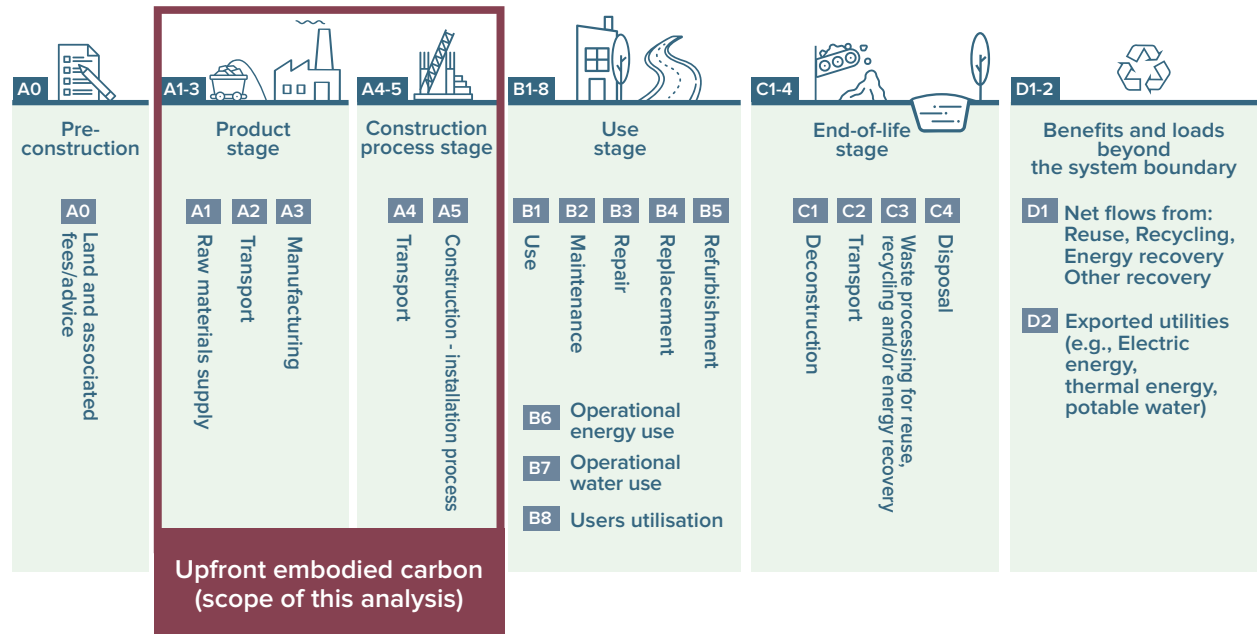 A0
Pre-
construction
A0
Land and associated
fees/advice
A1-3
Product
stage
A1
Raw materials supply
A2
Transport
A3
Manufacturing
A4-5
Construction
process stage
A4
Transport
A5
Construction - installation process
Upfront embodied carbon
(scope of this analysis)
B1-8
Use
stage
B1
Use
B2
Maintenance
B3
Repair
B4
Replacement
B5
Refurbishment
B6
Operational
energy use
B7
Operational
water use
B8
Users utilisation
C1-4
End-of-life
stage
C1
Deconstruction
C2
Transport
C3
Waste processing for reuse,
recycling and/or energy recovery
C4
Disposal
D1-2
Benefits and loads
beyond
the system boundary
D1
Net flows from:
Reuse, Recycling,
Energy recovery
Other recovery
D2
Exported utilities
(e.g., Electric
energy,
thermal energy,
potable water)